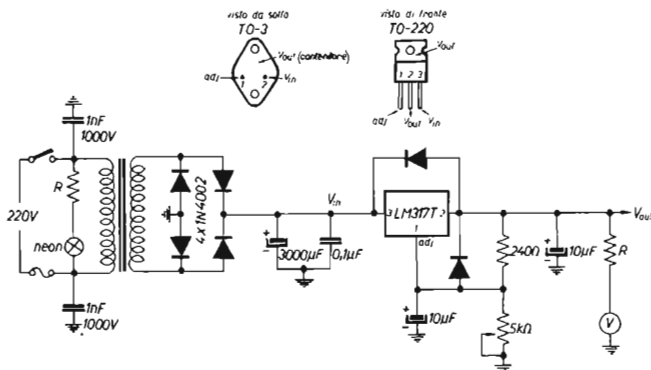 visto da sotto
TO-3
Vout (contenitore)
adj
1
2
Vin
visto di fronte
TO-220
Vout
1 2 3
adj
Vout
Vin
1nF
1000V
R
220V
neon
1nF
1000V
4x1N4002
Vin
+
-
3000µF
0,1µF
3 LM317T 2
1
adj
+
-
10µF
240Ω
5kΩ
+
-
10µF
Vout
R
V